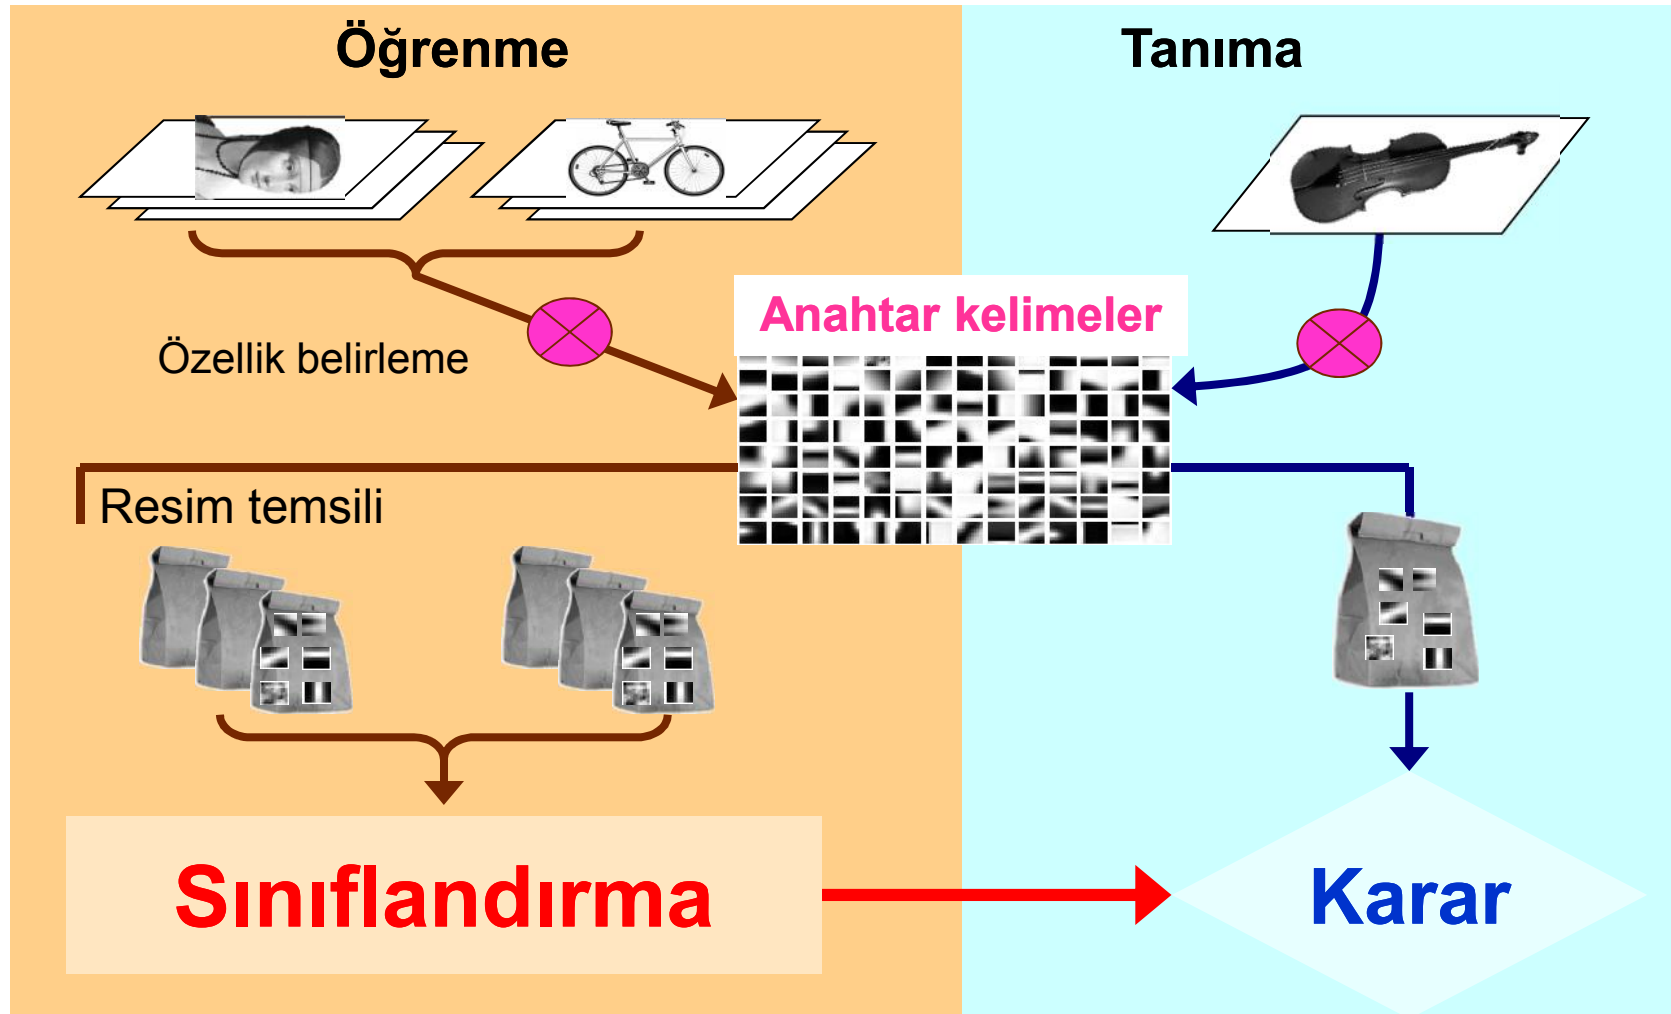 Öğrenme
Tanıma
Anahtar kelimeler
Özellik belirleme
Resim temsili
Sınıflandırma
Karar